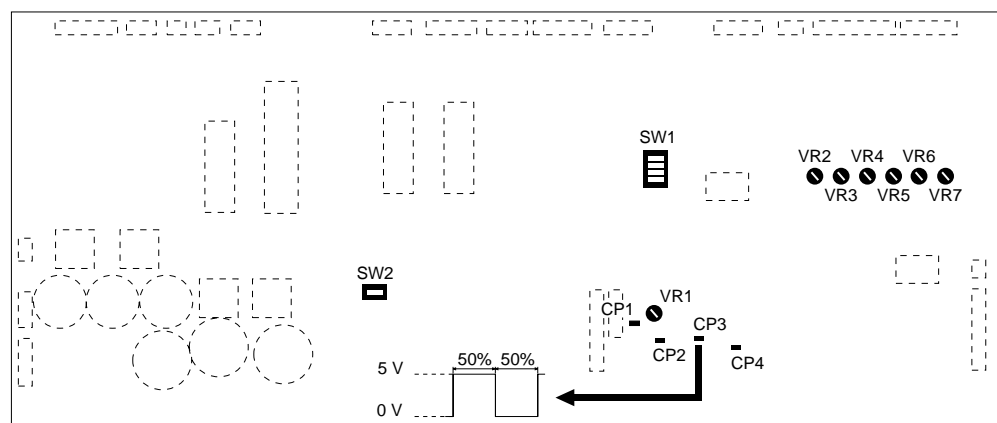 SW1
VR2 VR4 VR6
VR3 VR5 VR7
SW2
VR1
CP1 CP3
CP2 CP4
50% 50%
5 V
0 V